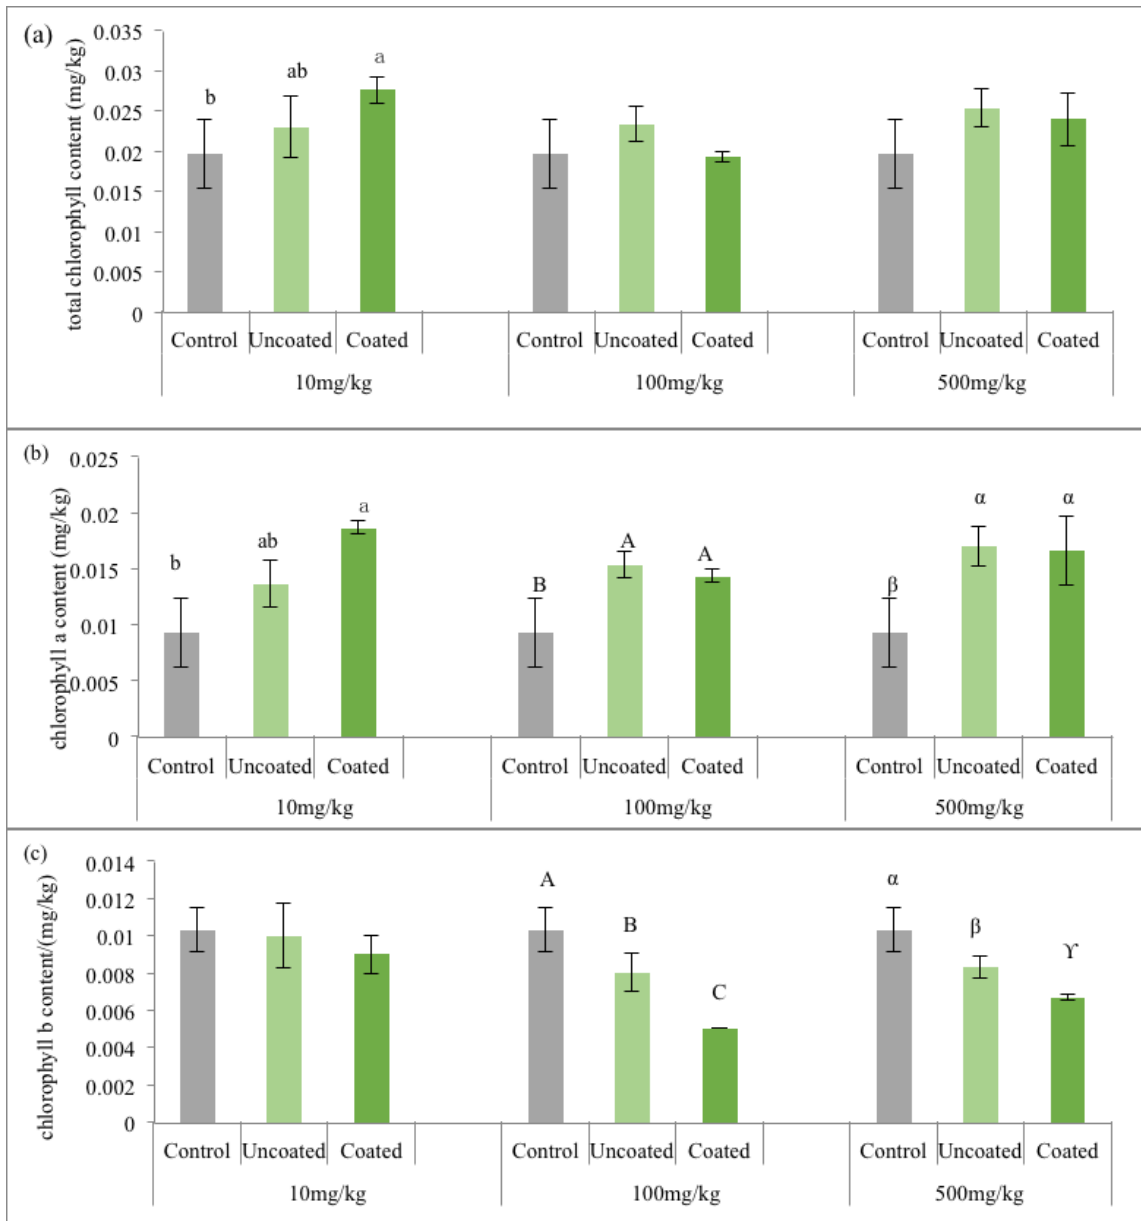 (a)
total chlorophyll content (mg/kg)
0.035
0.03
0.025
0.02
0.015
0.01
0.005
0
b
ab
a
Control Uncoated Coated Control Uncoated Coated Control Uncoated Coated
10mg/kg 100mg/kg 500mg/kg
(b)
chlorophyll a content (mg/kg)
0.025
0.02
0.015
0.01
0.005
0
b
ab
a
B
A
A
β
α
α
Control Uncoated Coated Control Uncoated Coated Control Uncoated Coated
10mg/kg 100mg/kg 500mg/kg
(c)
chlorophyll b content/(mg/kg)
0.014
0.012
0.01
0.008
0.006
0.004
0.002
0
A
B
C
α
β
ϒ
Control Uncoated Coated Control Uncoated Coated Control Uncoated Coated
10mg/kg 100mg/kg 500mg/kg